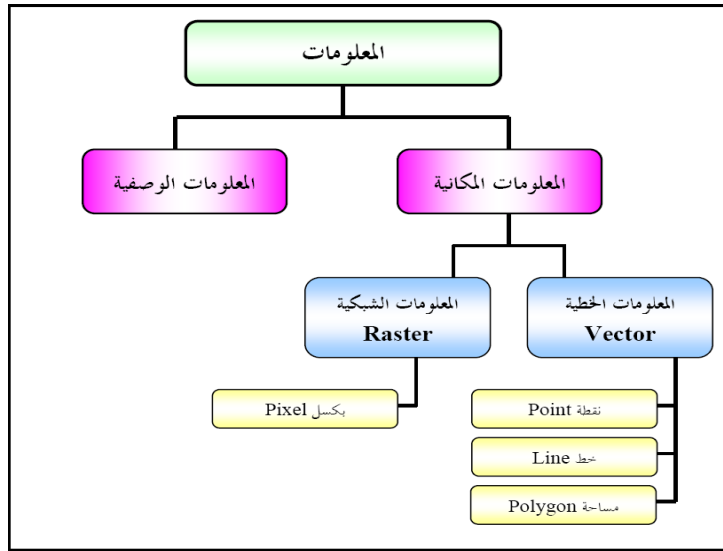 المعلومات
المعلومات المكانية
المعلومات الوصفية
المعلومات الخطية
Vector
المعلومات الشبكية
Raster
نقطة Point
خط Line
مساحة Polygon
بكسل Pixel